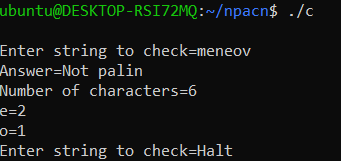 ubuntu@DESKTOP-RSI72MQ:~/npacn$ ./c
Enter string to check=meneov
Answer=Not palin
Number of characters=6
e=2
o=1
Enter string to check=Halt